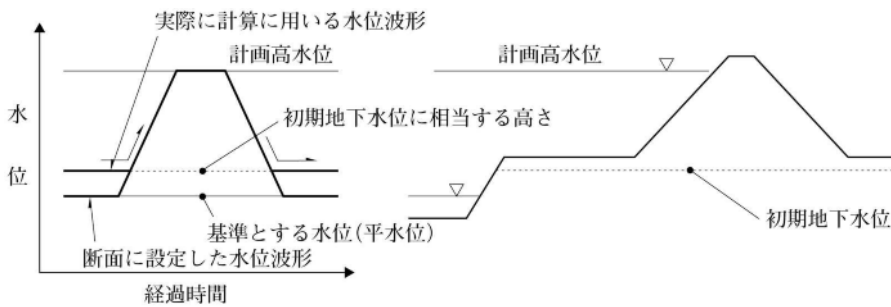 実際に計算に用いる水位波形
計画高水位
水位
初期地下水位に相当する高さ
基準とする水位(平水位)
断面に設定した水位波形
経過時間
計画高水位
初期地下水位